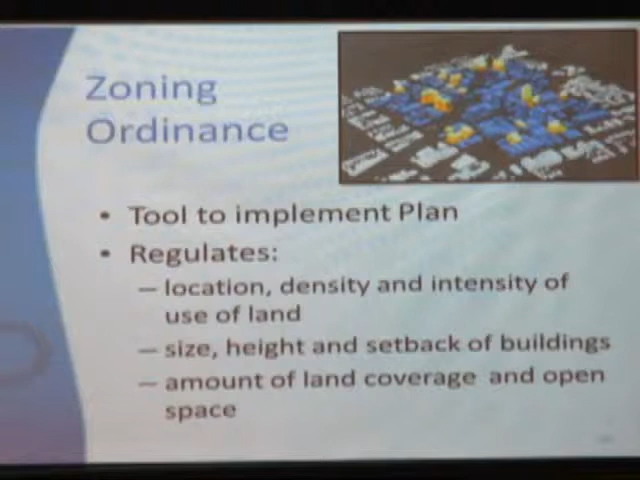 Zoning
Ordinance
• Tool to implement Plan
• Regulates:
– location, density and intensity of
use of land
– size, height and setback of buildings
– amount of land coverage and open
space